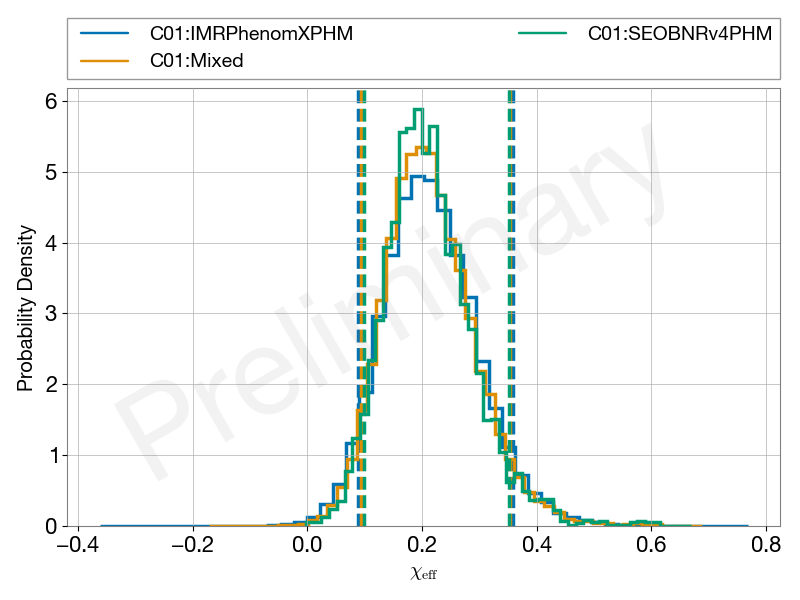 C01:IMRPhenomXPHM
C01:Mixed
C01:SEOBNRv4PHM
Preliminary
Probability Density
6
5
4
3
2
1
0
−0.4 −0.2 0.0 0.2 0.4 0.6 0.8
χeff